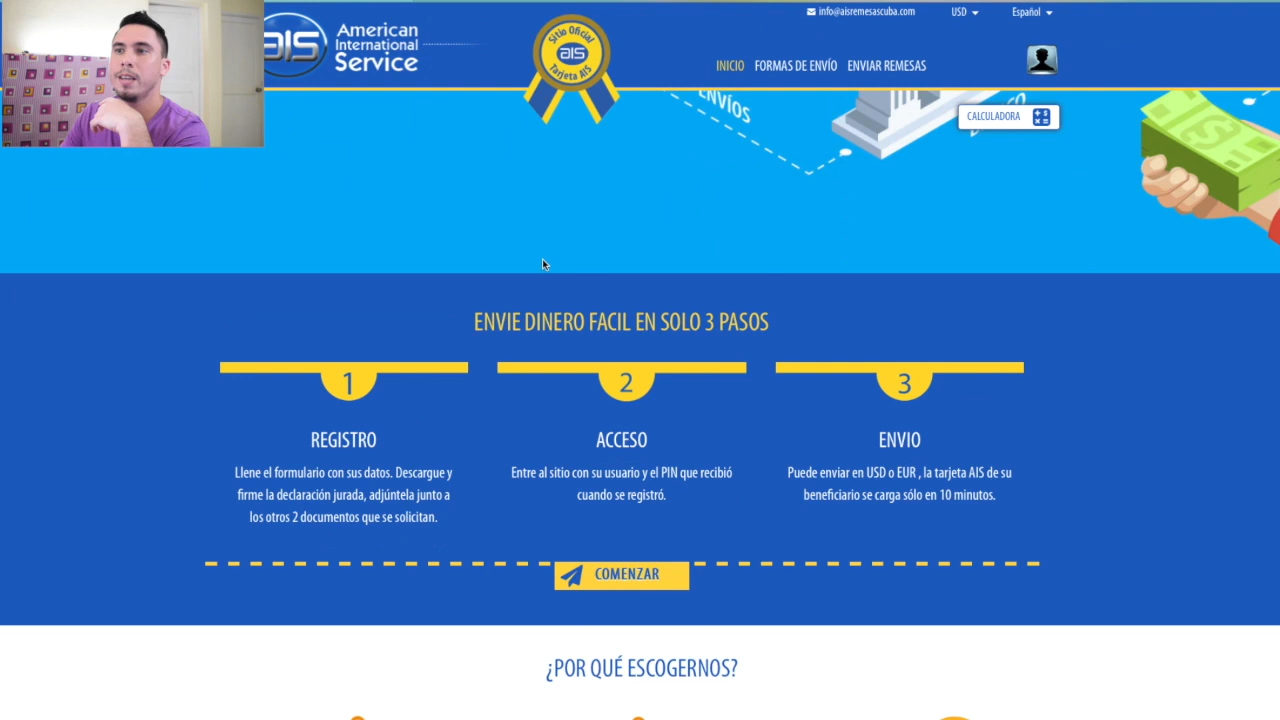 info@aisremesascuba.com
USD
Español
ais
American
International
Service
Sitio Oficial
ais
Tarjeta AIS
INICIO
FORMAS DE ENVÍO
ENVIAR REMESAS
ENVÍOS
CALCULADORA
ENVIE DINERO FACIL EN SOLO 3 PASOS
1
2
3
REGISTRO
Llene el formulario con sus datos. Descargue y
firme la declaración jurada, adjúntela junto a
los otros 2 documentos que se solicitan.
ACCESO
Entre al sitio con su usuario y el PIN que recibió
cuando se registró.
ENVIO
Puede enviar en USD o EUR , la tarjeta AIS de su
beneficiario se carga sólo en 10 minutos.
COMENZAR
¿POR QUÉ ESCOGERNOS?